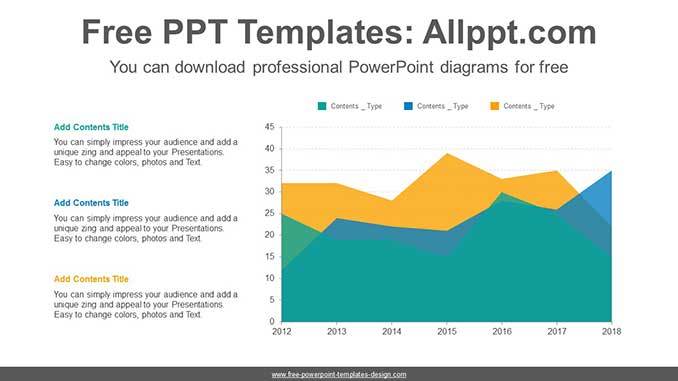 Free PPT Templates: Allppt.com
You can download professional PowerPoint diagrams for free
Contents _ Type
Contents _ Type
Contents _ Type
Add Contents Title
You can simply impress your audience and add a
unique zing and appeal to your Presentations.
Easy to change colors, photos and Text.
Add Contents Title
You can simply impress your audience and add a
unique zing and appeal to your Presentations.
Easy to change colors, photos and Text.
Add Contents Title
You can simply impress your audience and add a
unique zing and appeal to your Presentations.
Easy to change colors, photos and Text.
45
40
35
30
25
20
15
10
5
0
2012 2013 2014 2015 2016 2017 2018
www.free-powerpoint-templates-design.com